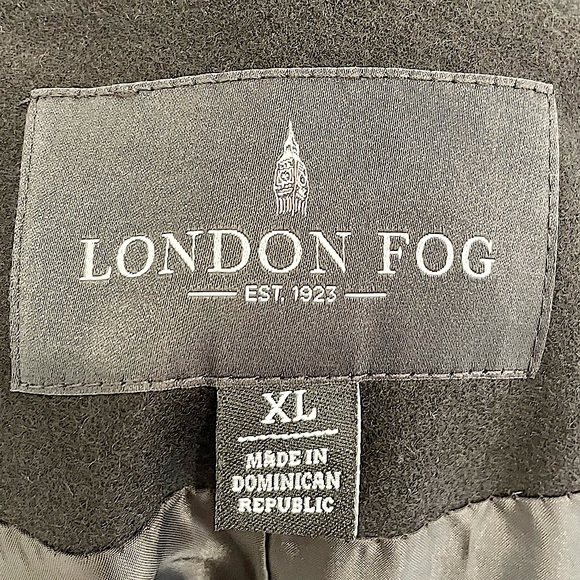 LONDON FOG
EST. 1923
XL
MADE IN
DOMINICAN
REPUBLIC